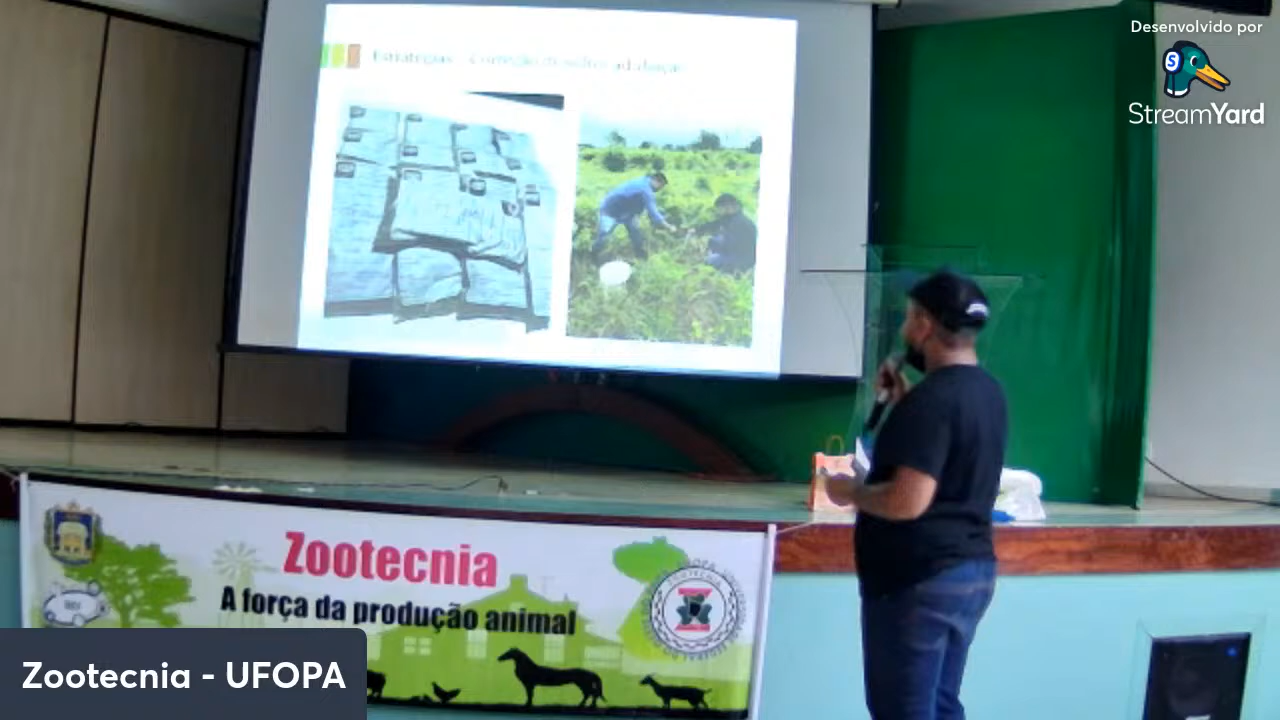 Desenvolvido por
StreamYard
Zootecnia
A força da produção animal
Zootecnia - UFOPA